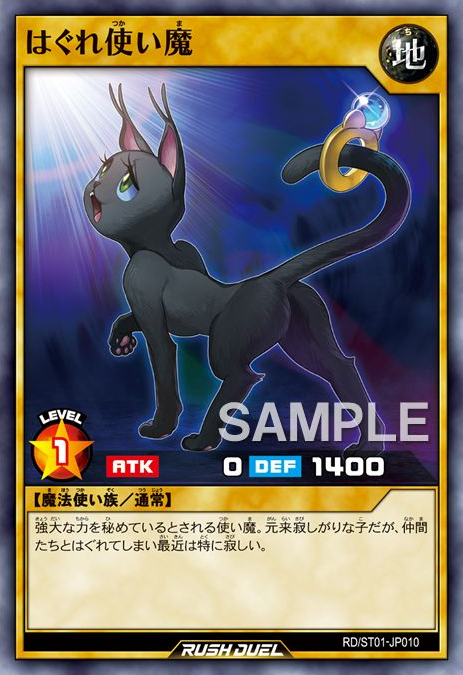 はぐれ使い魔
地
SAMPLE
LEVEL
1
ATK 0 DEF 1400
【魔法使い族／通常】
強大な力を秘めているとされる使い魔。元来寂しがりな子だが、仲間
たちとはぐれてしまい最近は特に寂しい。
RD/ST01-JP010
RUSH DUEL